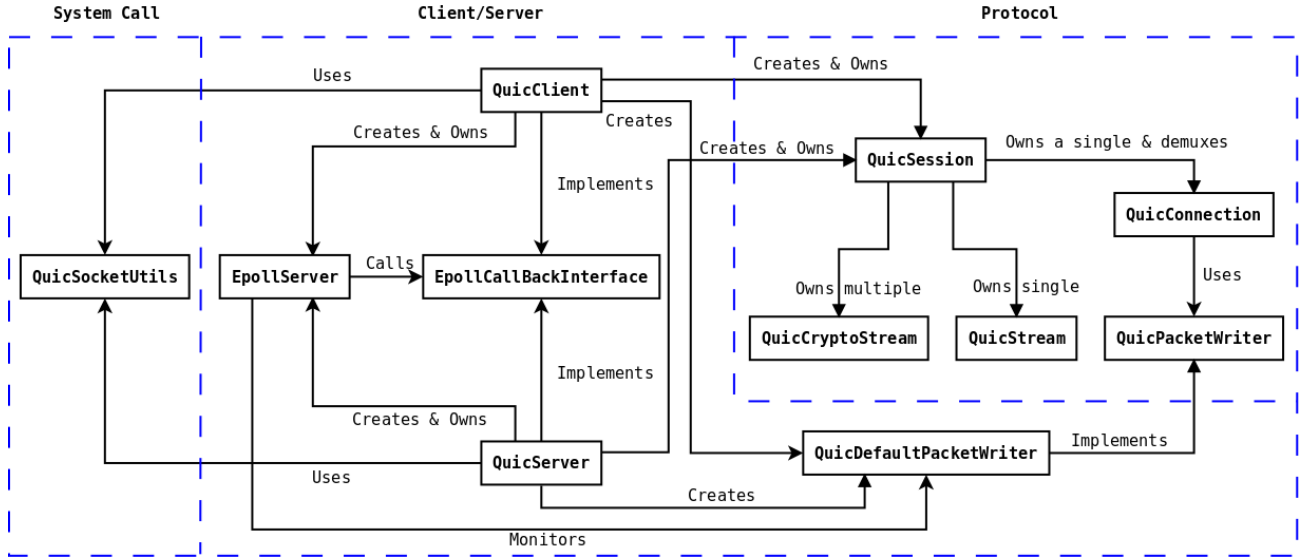 System Call
Client/Server
Protocol
Uses
QuicClient
Creates & Owns
Creates & Owns
Creates
Creates & Owns
QuicSession
Owns a single & demuxes
Implements
QuicConnection
QuicSocketUtils
EpollServer
Calls
EpollCallBackInterface
Uses
Owns multiple
Owns single
QuicCryptoStream
QuicStream
QuicPacketWriter
Implements
Creates & Owns
QuicServer
QuicDefaultPacketWriter
Implements
Uses
Creates
Monitors